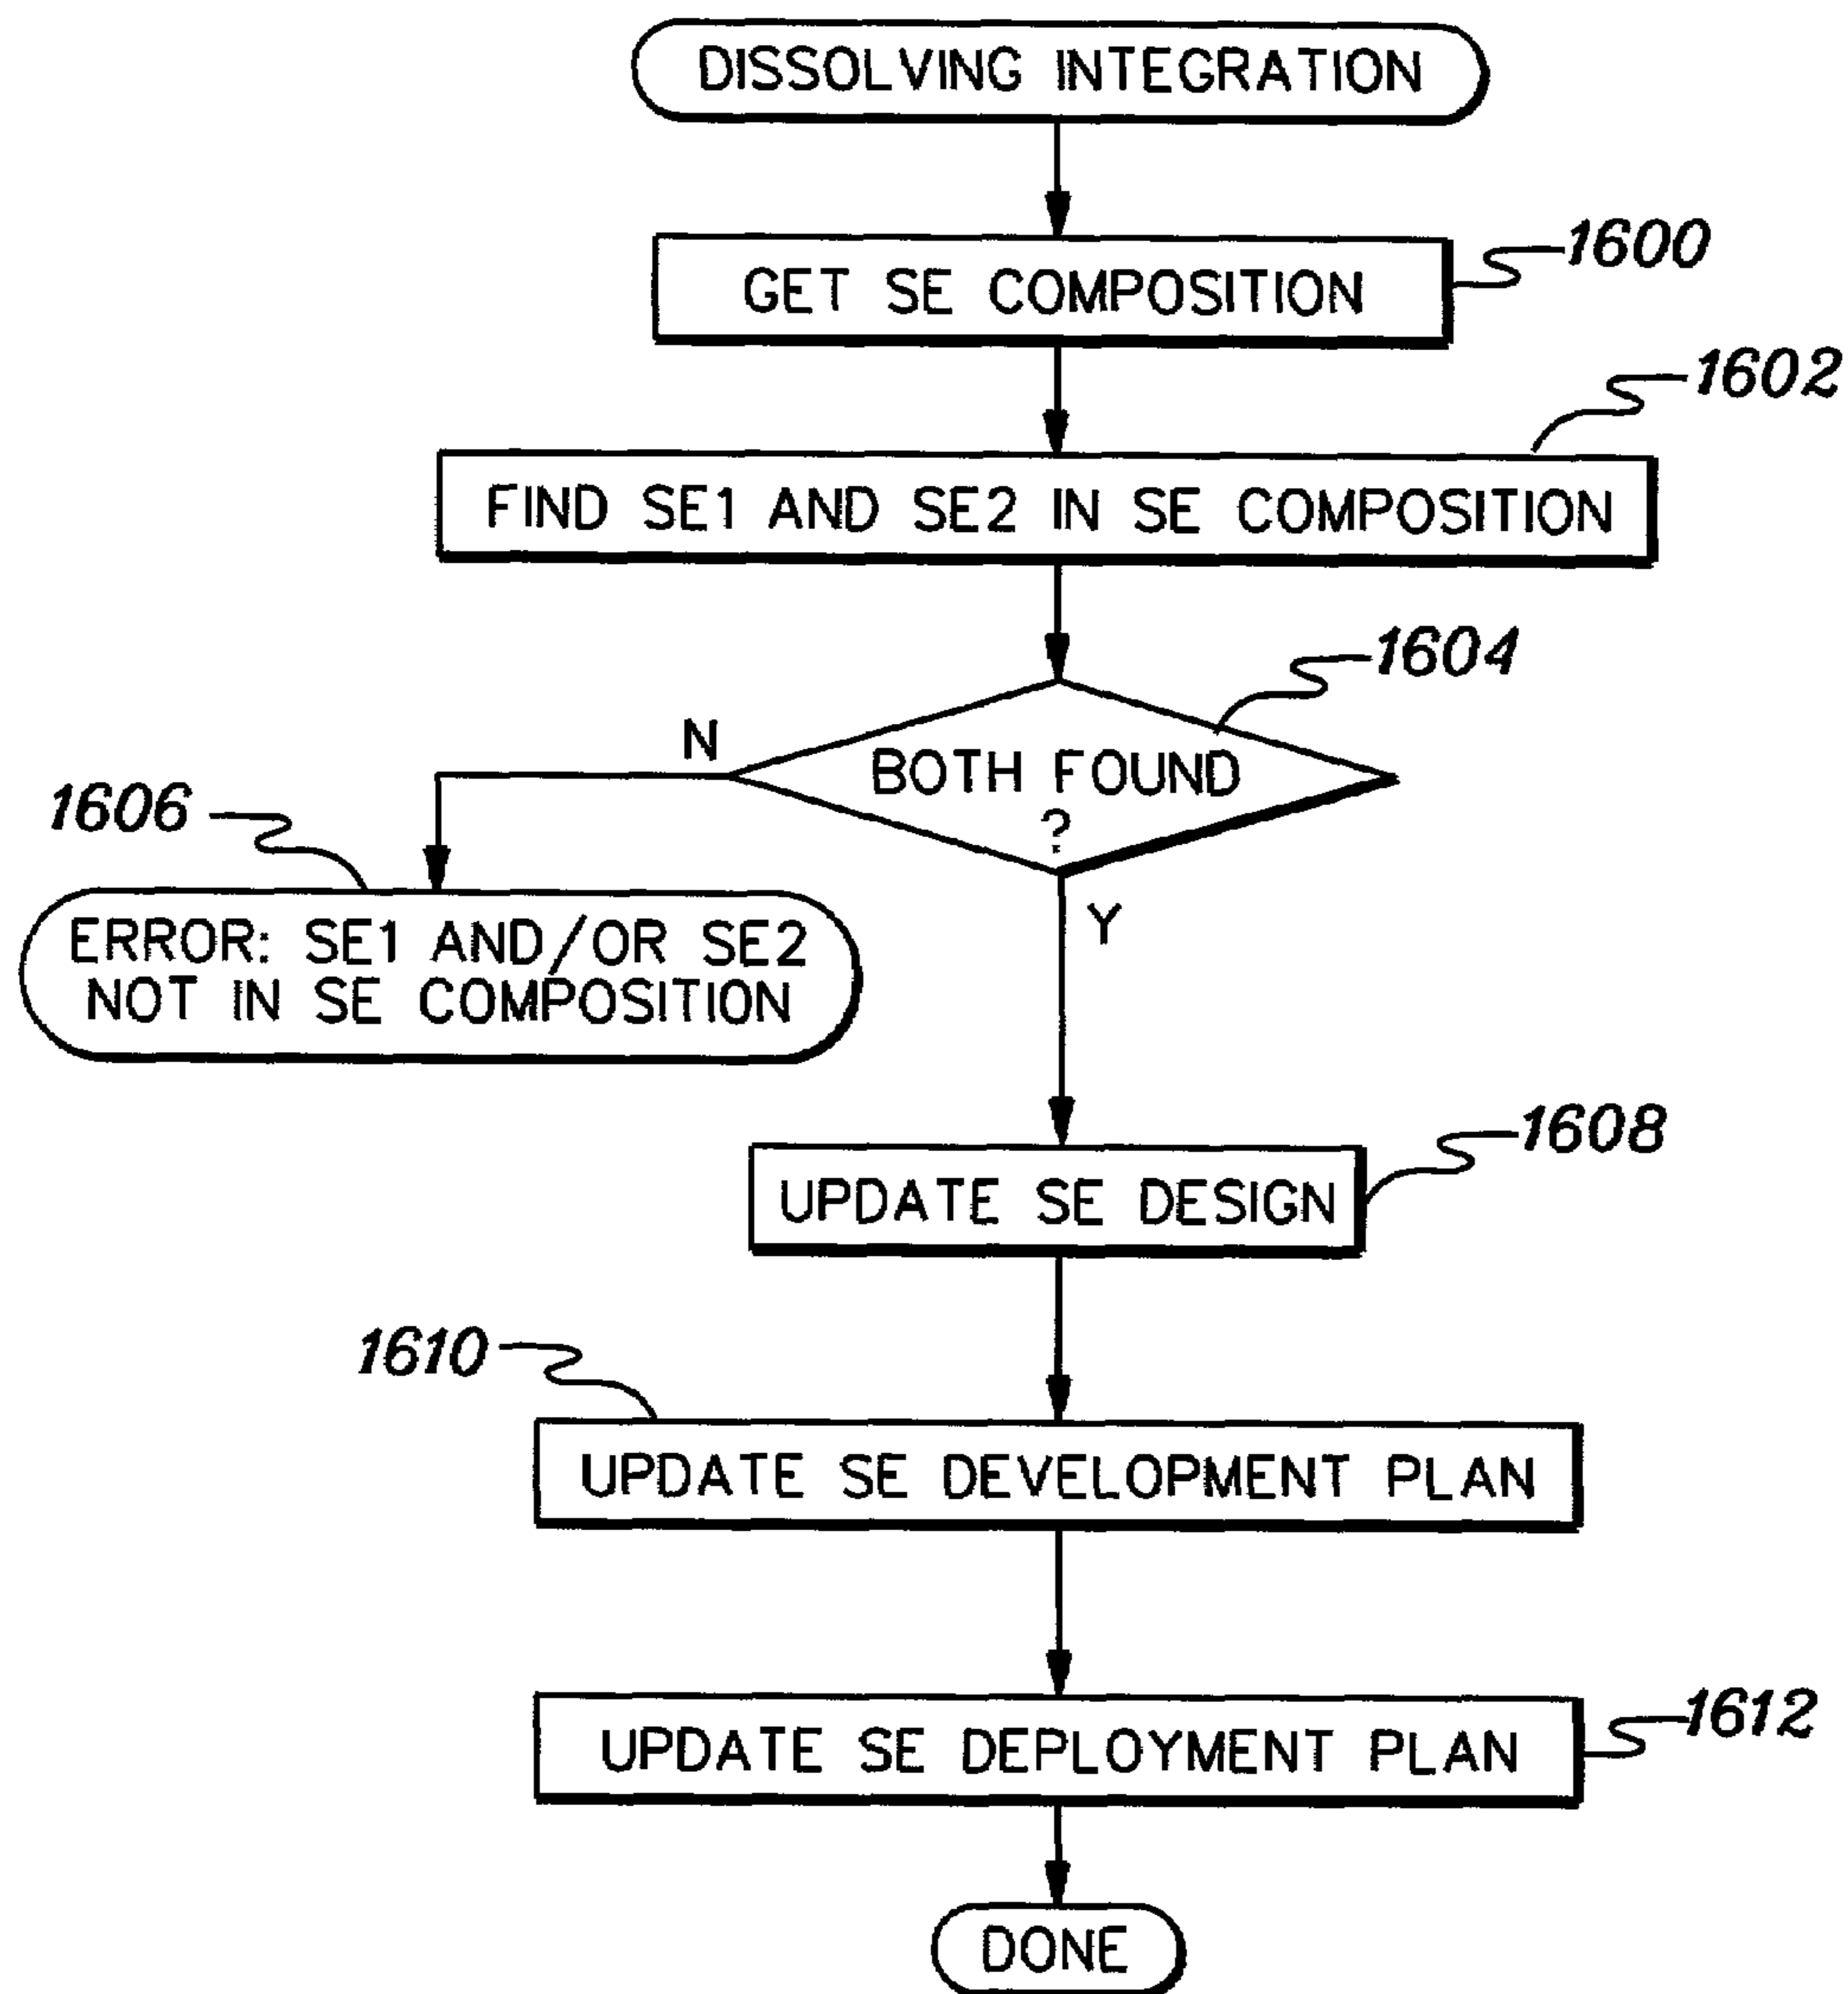 DISSOLVING INTEGRATION
1600
GET SE COMPOSITION
1602
FIND SE1 AND SE2 IN SE COMPOSITION
1604
N
BOTH FOUND
?
1606
ERROR: SE1 AND/OR SE2
NOT IN SE COMPOSITION
Y
1608
UPDATE SE DESIGN
1610
UPDATE SE DEVELOPMENT PLAN
1612
UPDATE SE DEPLOYMENT PLAN
DONE